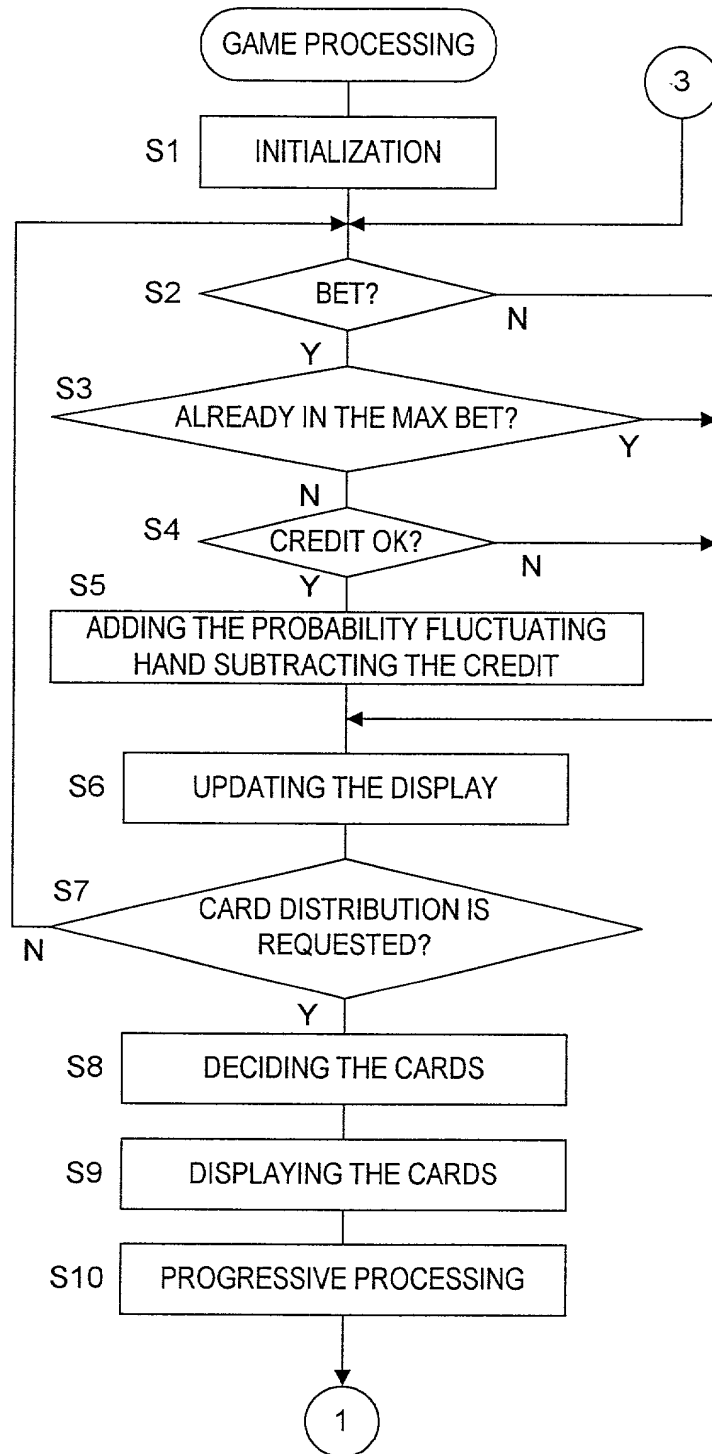 GAME PROCESSING
3
S1
INITIALIZATION
S2
BET?
N
Y
S3
ALREADY IN THE MAX BET?
Y
N
S4
CREDIT OK?
N
Y
S5
ADDING THE PROBABILITY FLUCTUATING
HAND SUBTRACTING THE CREDIT
S6
UPDATING THE DISPLAY
S7
CARD DISTRIBUTION IS
REQUESTED?
N
Y
S8
DECIDING THE CARDS
S9
DISPLAYING THE CARDS
S10
PROGRESSIVE PROCESSING
1